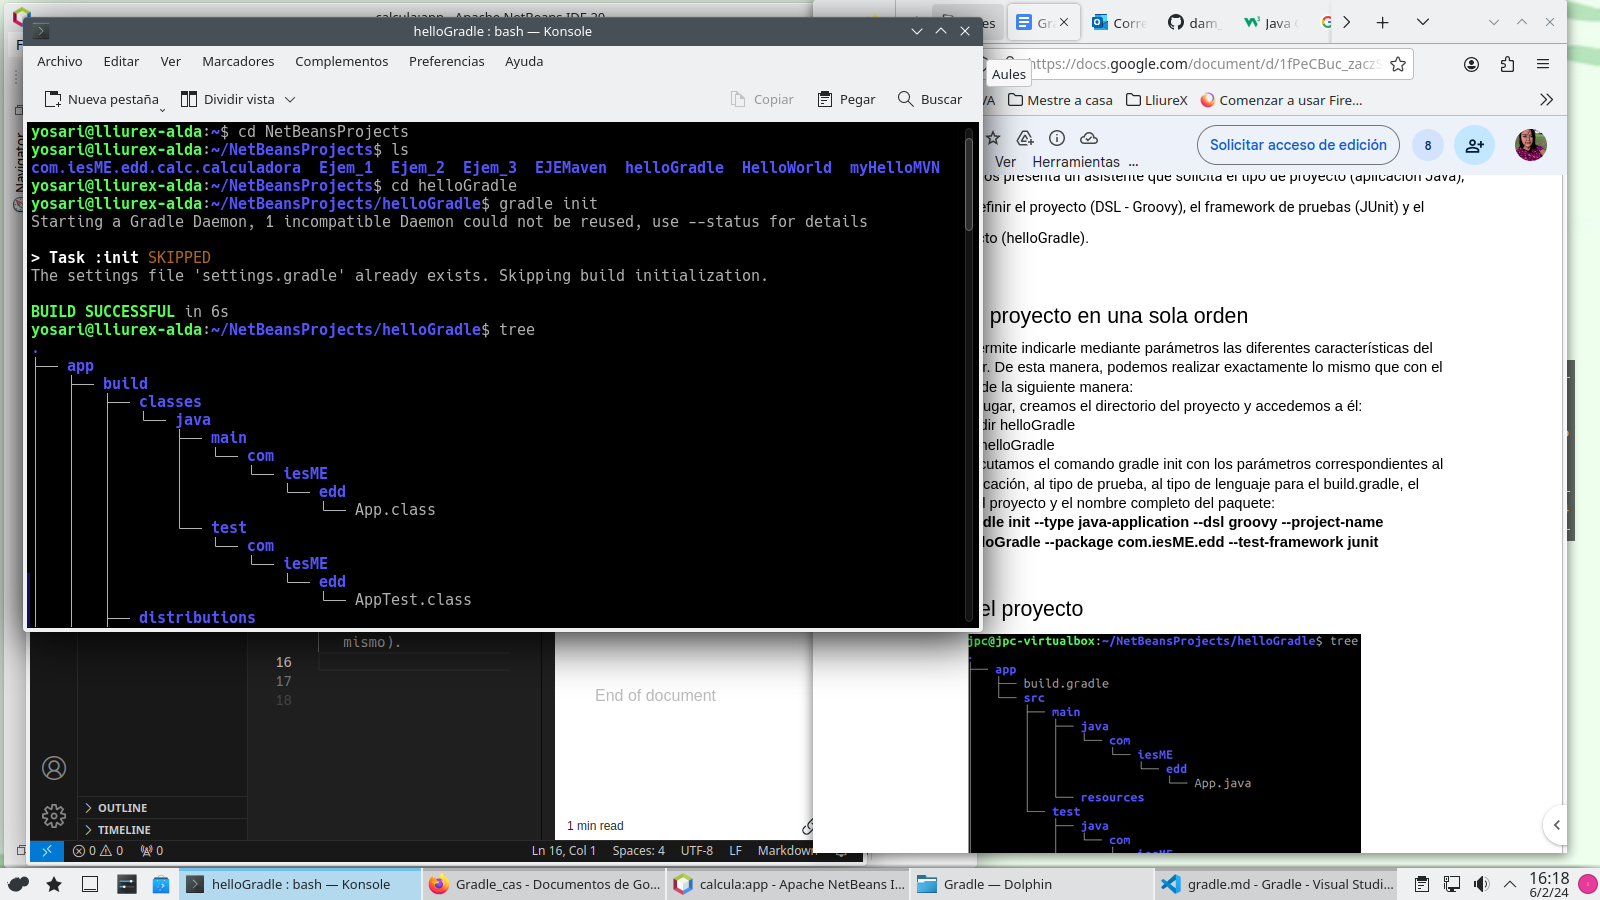 calcula:app - Apache NetBeans IDE 20
helloGradle : bash — Konsole
Archivo Editar Ver Marcadores Complementos Preferencias Ayuda
Nueva pestaña Dividir vista Copiar Pegar Buscar
yosari@lliurex-alda:~$ cd NetBeansProjects
yosari@lliurex-alda:~/NetBeansProjects$ ls
com.iesME.edd.calc.calculadora Ejem_1 Ejem_2 Ejem_3 EJEMaven helloGradle HelloWorld myHelloMVN
yosari@lliurex-alda:~/NetBeansProjects$ cd helloGradle
yosari@lliurex-alda:~/NetBeansProjects/helloGradle$ gradle init
Starting a Gradle Daemon, 1 incompatible Daemon could not be reused, use --status for details
> Task :init SKIPPED
The settings file 'settings.gradle' already exists. Skipping build initialization.
BUILD SUCCESSFUL in 6s
yosari@lliurex-alda:~/NetBeansProjects/helloGradle$ tree
.
├── app
├── build
├── classes
└── java
├── main
└── com
└── iesME
└── edd
└── App.class
└── test
└── com
└── iesME
└── edd
└── AppTest.class
├── distributions
Navigator
mismo).
16
17
18
End of document
1 min read
OUTLINE
TIMELINE
0 0 0
Ln 16, Col 1 Spaces: 4 UTF-8 LF Markdown
es Gr Corre dam_ Java G
https://docs.google.com/document/d/1fPeCBuc_zacz
Aules
VA Mestre a casa LliureX Comenzar a usar Fire...
Solicitar acceso de edición 8
Ver Herramientas ...
os presenta un asistente que solicita el tipo de proyecto (aplicación Java),
efinir el proyecto (DSL - Groovy), el framework de pruebas (JUnit) y el
cto (helloGradle).
proyecto en una sola orden
ermite indicarle mediante parámetros las diferentes características del
r. De esta manera, podemos realizar exactamente lo mismo que con el
de la siguiente manera:
ugar, creamos el directorio del proyecto y accedemos a él:
dir helloGradle
helloGradle
cutamos el comando gradle init con los parámetros correspondientes al
cación, al tipo de prueba, al tipo de lenguaje para el build.gradle, el
l proyecto y el nombre completo del paquete:
dle init --type java-application --dsl groovy --project-name
loGradle --package com.iesME.edd --test-framework junit
el proyecto
jpc@jpc-virtualbox:~/NetBeansProjects/helloGradle$ tree
.
├── app
├── build.gradle
└── src
├── main
├── java
└── com
└── iesME
└── edd
└── App.java
└── resources
└── test
├── java
└── com
└── iesME
helloGradle : bash — Konsole
Gradle_cas - Documentos de Go...
calcula:app - Apache NetBeans I...
Gradle — Dolphin
gradle.md - Gradle - Visual Studi...
16:18
6/2/24